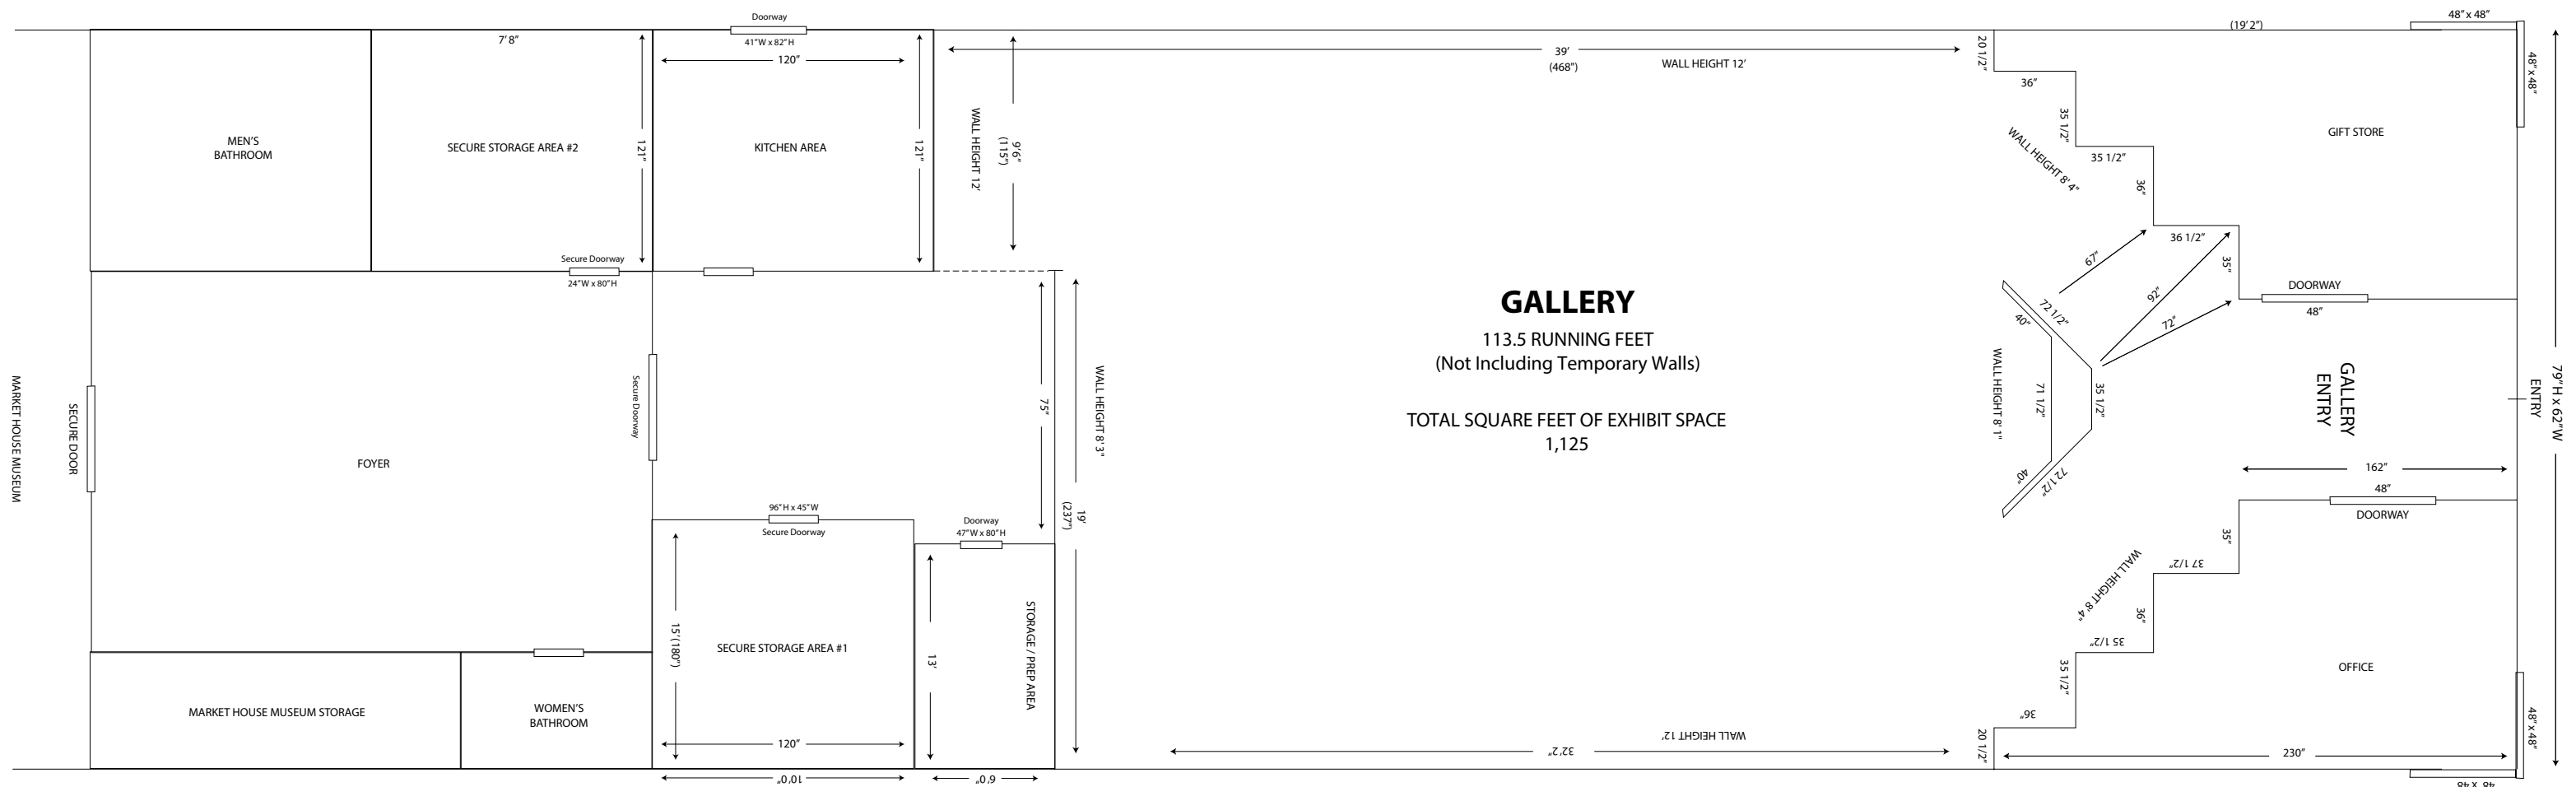 Doorway
41"W x 82"H
120"
7' 8"
121"
121"
MEN'S
BATHROOM
SECURE STORAGE AREA #2
KITCHEN AREA
Secure Doorway
24"W x 80"H
WALL HEIGHT 12'
9'6"
(115")
39'
(468")
WALL HEIGHT 12'
20 1/2"
36"
35 1/2"
35 1/2"
36"
36 1/2"
35"
WALL HEIGHT 8' 4"
(19' 2")
48" x 48"
48" x 48"
GIFT STORE
DOORWAY
48"
67"
92"
72"
72 1/2"
40"
WALL HEIGHT 8' 1"
71 1/2"
35 1/2"
40"
72 1/2"
GALLERY
113.5 RUNNING FEET
(Not Including Temporary Walls)
TOTAL SQUARE FEET OF EXHIBIT SPACE
1,125
GALLERY
ENTRY
ENTRY
79"H x 62"W
162"
48"
DOORWAY
35"
37 1/2"
36"
35 1/2"
35 1/2"
36"
20 1/2"
WALL HEIGHT 8' 4"
OFFICE
230"
48" x 48"
48" X 48
MARKET HOUSE MUSEUM
SECURE DOOR
FOYER
Secure Doorway
75"
WALL HEIGHT 8' 3"
19'
(237")
96"H x 45"W
Secure Doorway
Doorway
47"W x 80"H
15'(180")
SECURE STORAGE AREA #1
13'
STORAGE / PREP AREA
120"
10'0"
6'0"
MARKET HOUSE MUSEUM STORAGE
WOMEN'S
BATHROOM
WALL HEIGHT 12'
32'2"